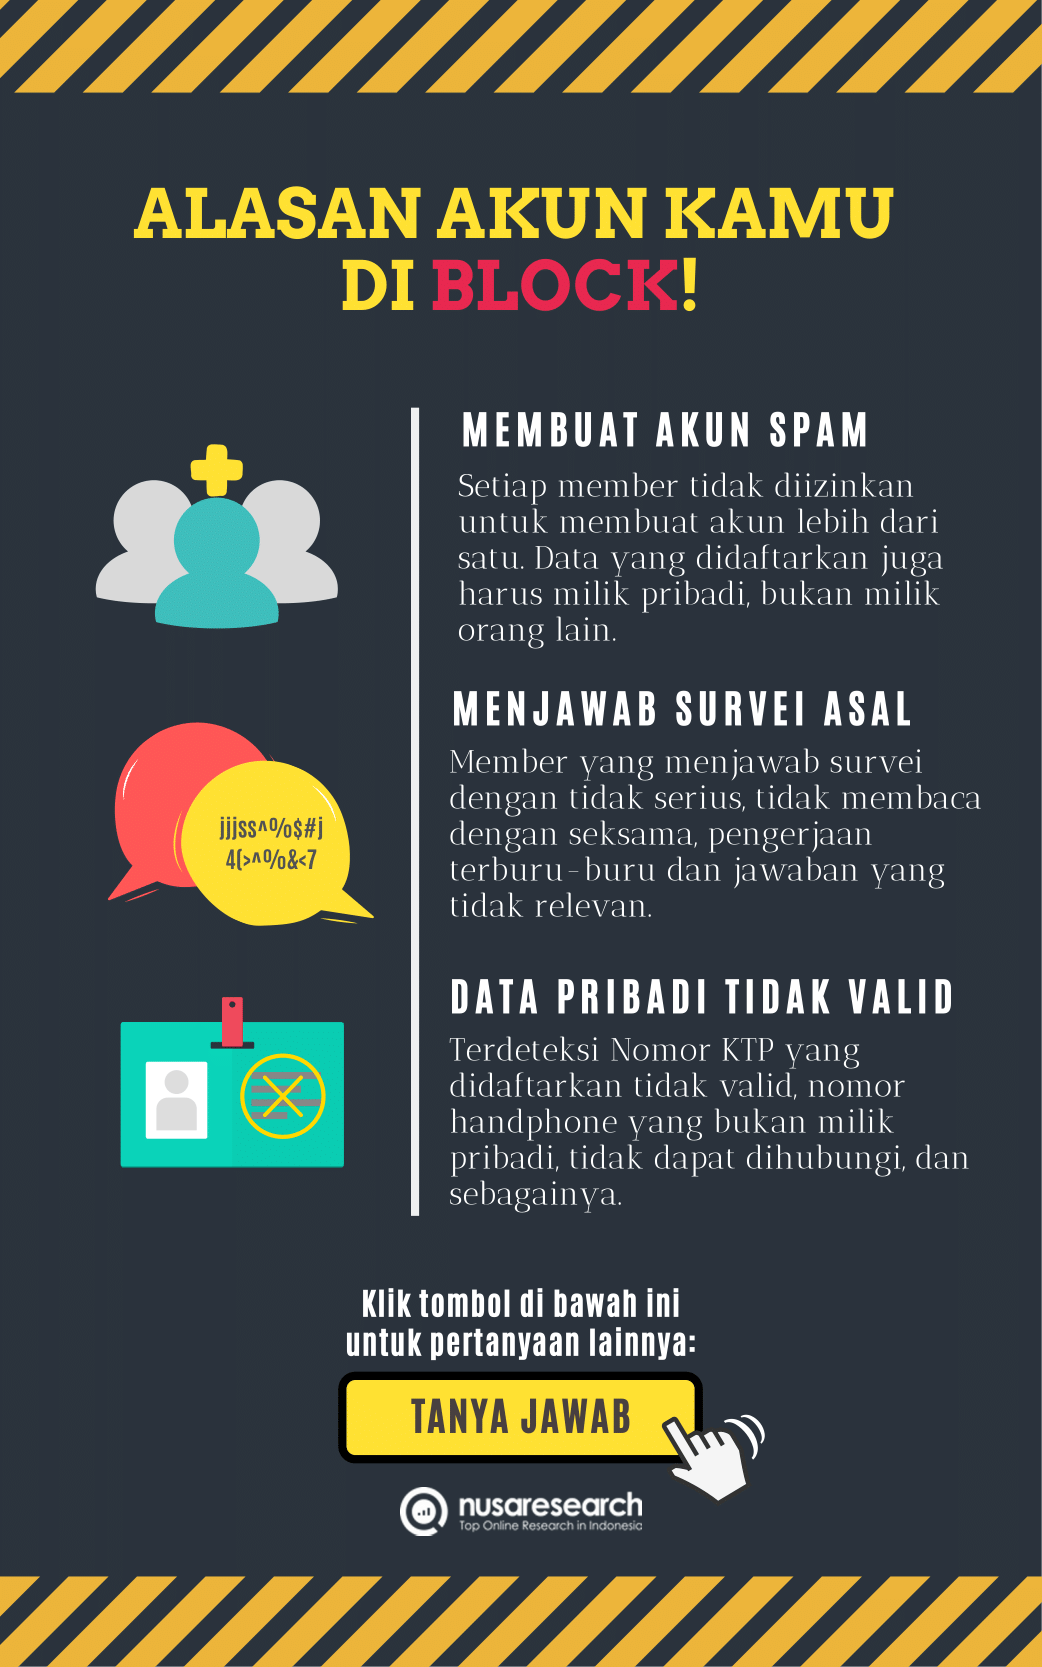 ALASAN AKUN KAMU
DI BLOCK!
MEMBUAT AKUN SPAM
Setiap member tidak diizinkan
untuk membuat akun lebih dari
satu. Data yang didaftarkan juga
harus milik pribadi, bukan milik
orang lain.
MENJAWAB SURVEI ASAL
Member yang menjawab survei
dengan tidak serius, tidak membaca
dengan seksama, pengerjaan
terburu-buru dan jawaban yang
tidak relevan.
jjjss^%$#j
4(>^%&<7
DATA PRIBADI TIDAK VALID
Terdeteksi Nomor KTP yang
didaftarkan tidak valid, nomor
handphone yang bukan milik
pribadi, tidak dapat dihubungi, dan
sebagainya.
Klik tombol di bawah ini
untuk pertanyaan lainnya:
TANYA JAWAB
nusaresearch
Top Online Research in Indonesia